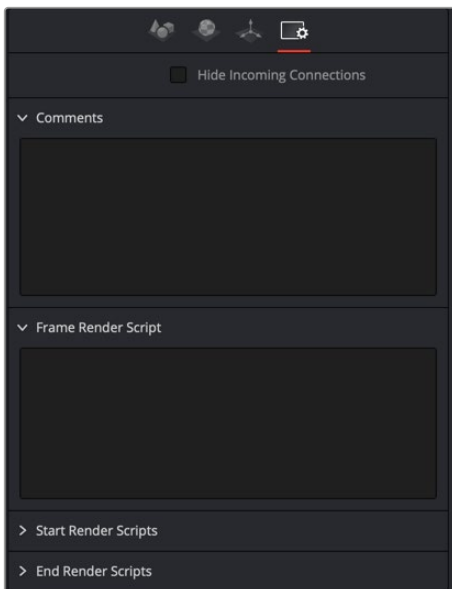 Hide Incoming Connections
Comments
Frame Render Script
Start Render Scripts
End Render Scripts